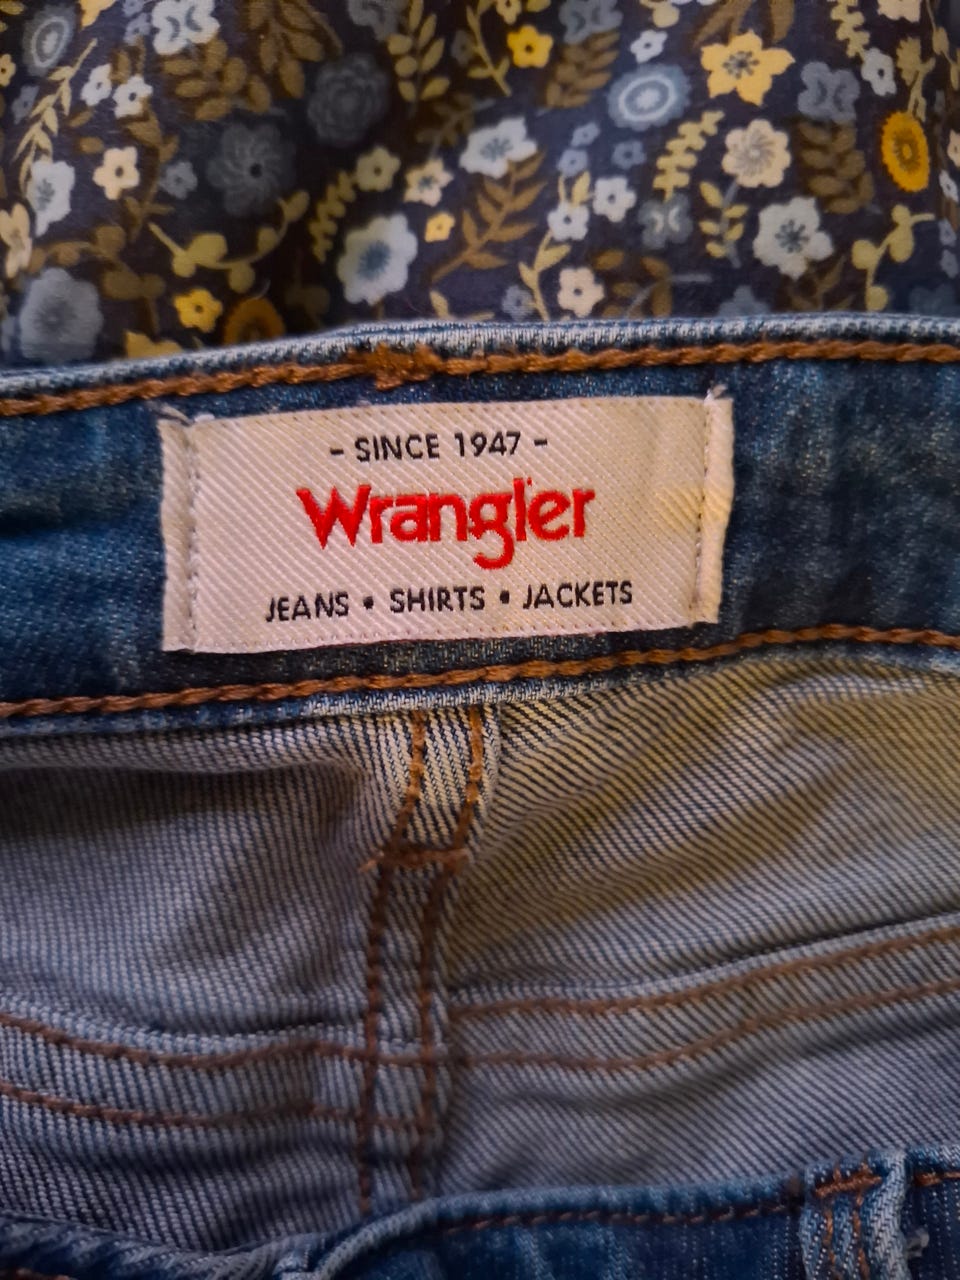 - SINCE 1947 -
Wrangler
JEANS • SHIRTS • JACKETS